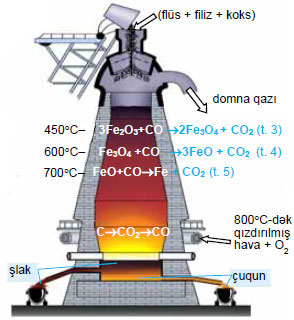 (flüs + filiz + koks)
domna qazı
450°C– 3Fe₂O₃+CO →2Fe₃O₄ + CO₂ (t. 3)
600°C– Fe₃O₄ +CO →3FeO + CO₂ (t. 4)
700°C– FeO+CO→Fe + CO₂ (t. 5)
800°C-dək
qızdırılmış
hava + O₂
C→CO₂→CO
şlak
çuqun